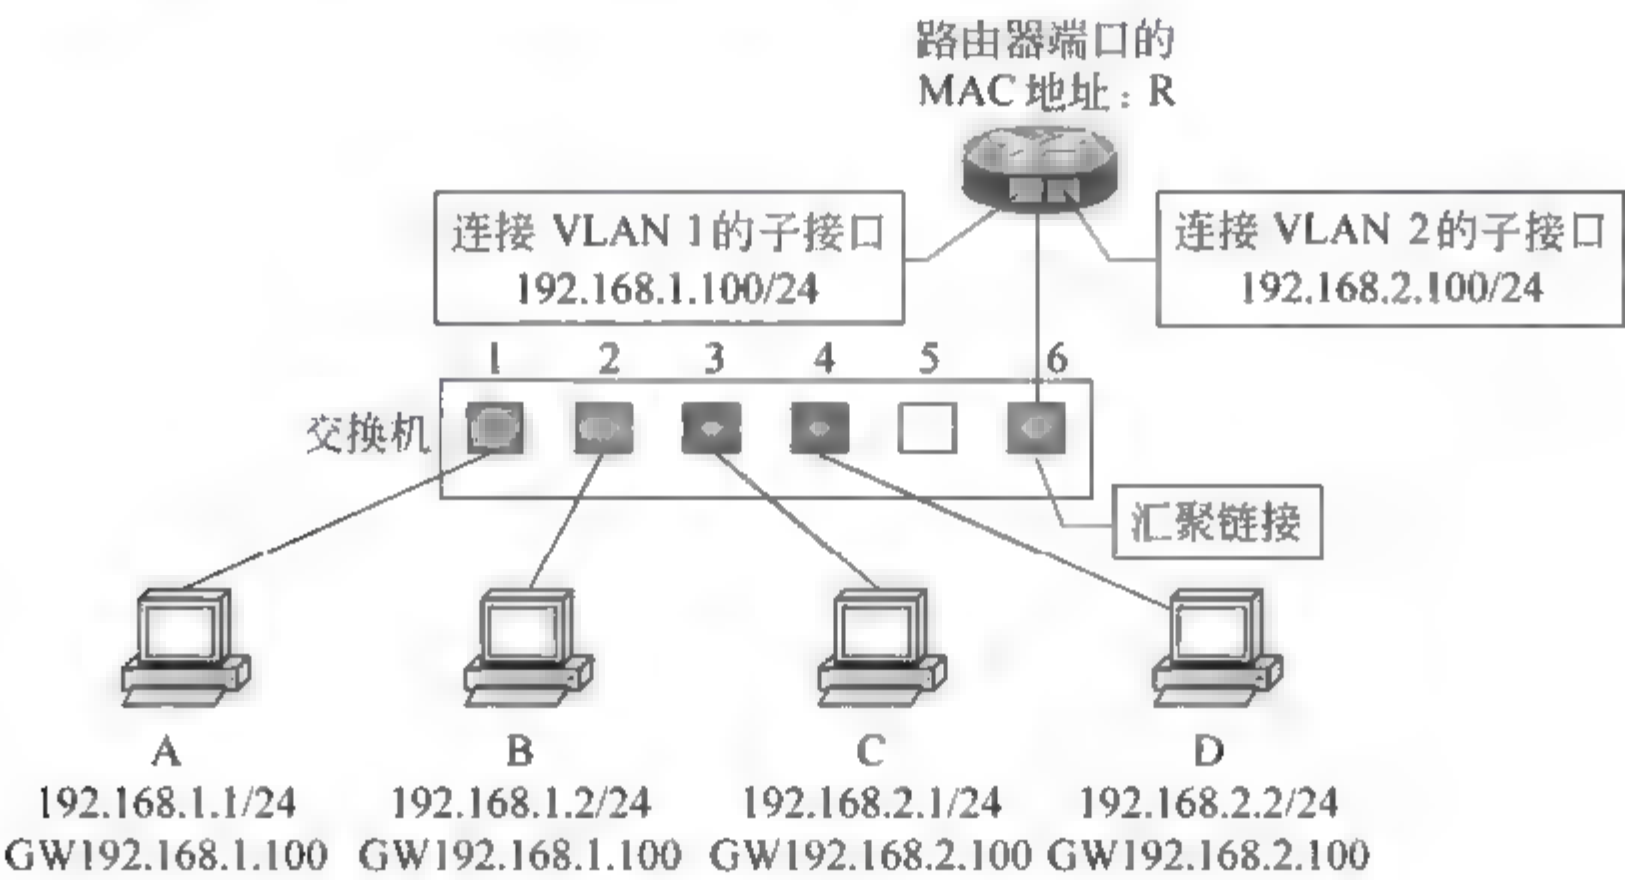 路由器端口的
MAC 地址：R
连接 VLAN 1的子接口
192.168.1.100/24
连接 VLAN 2的子接口
192.168.2.100/24
1 2 3 4 5 6
交换机
汇聚链接
A
192.168.1.1/24
GW192.168.1.100
B
192.168.1.2/24
GW192.168.1.100
C
192.168.2.1/24
GW192.168.2.100
D
192.168.2.2/24
GW192.168.2.100